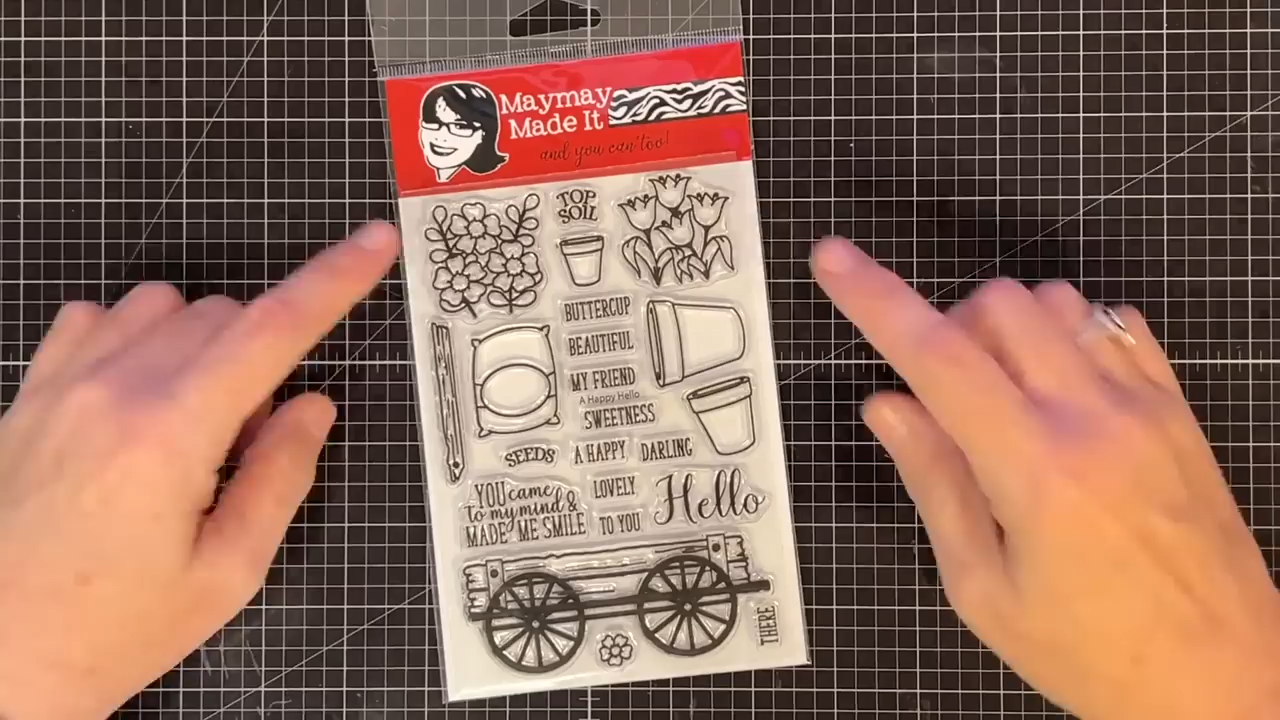 Maymay
Made It
and you can too!
TOP
SOIL
BUTTERCUP
BEAUTIFUL
MY FRIEND
A Happy Hello
SWEETNESS
SEEDS
A HAPPY
DARLING
YOU came
to my mind &
MADE ME SMILE
LOVELY
TO YOU
Hello
THERE